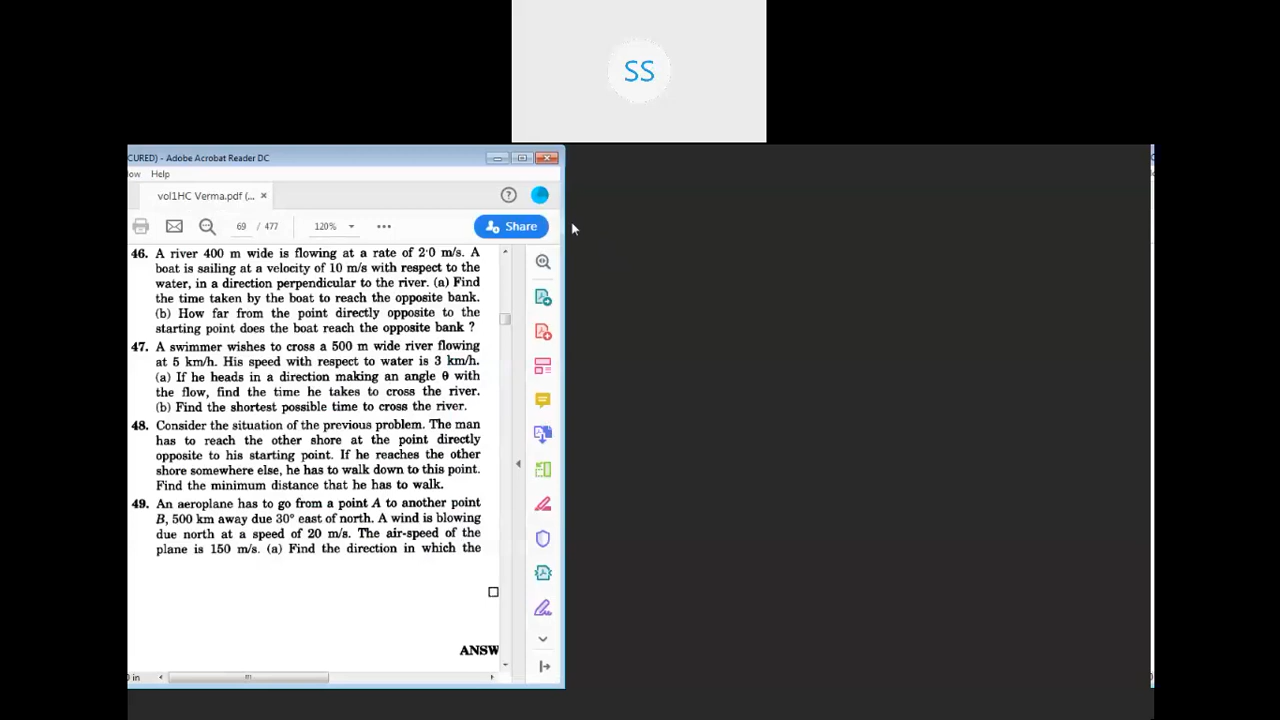 SS
CURED) - Adobe Acrobat Reader DC
Help
vol1HC Verma.pdf (...
69 / 477
120%
Share
46. A river 400 m wide is flowing at a rate of 2·0 m/s. A
boat is sailing at a velocity of 10 m/s with respect to the
water, in a direction perpendicular to the river. (a) Find
the time taken by the boat to reach the opposite bank.
(b) How far from the point directly opposite to the
starting point does the boat reach the opposite bank ?
47. A swimmer wishes to cross a 500 m wide river flowing
at 5 km/h. His speed with respect to water is 3 km/h.
(a) If he heads in a direction making an angle θ with
the flow, find the time he takes to cross the river.
(b) Find the shortest possible time to cross the river.
48. Consider the situation of the previous problem. The man
has to reach the other shore at the point directly
opposite to his starting point. If he reaches the other
shore somewhere else, he has to walk down to this point.
Find the minimum distance that he has to walk.
49. An aeroplane has to go from a point A to another point
B, 500 km away due 30° east of north. A wind is blowing
due north at a speed of 20 m/s. The air-speed of the
plane is 150 m/s. (a) Find the direction in which the
ANSW
in